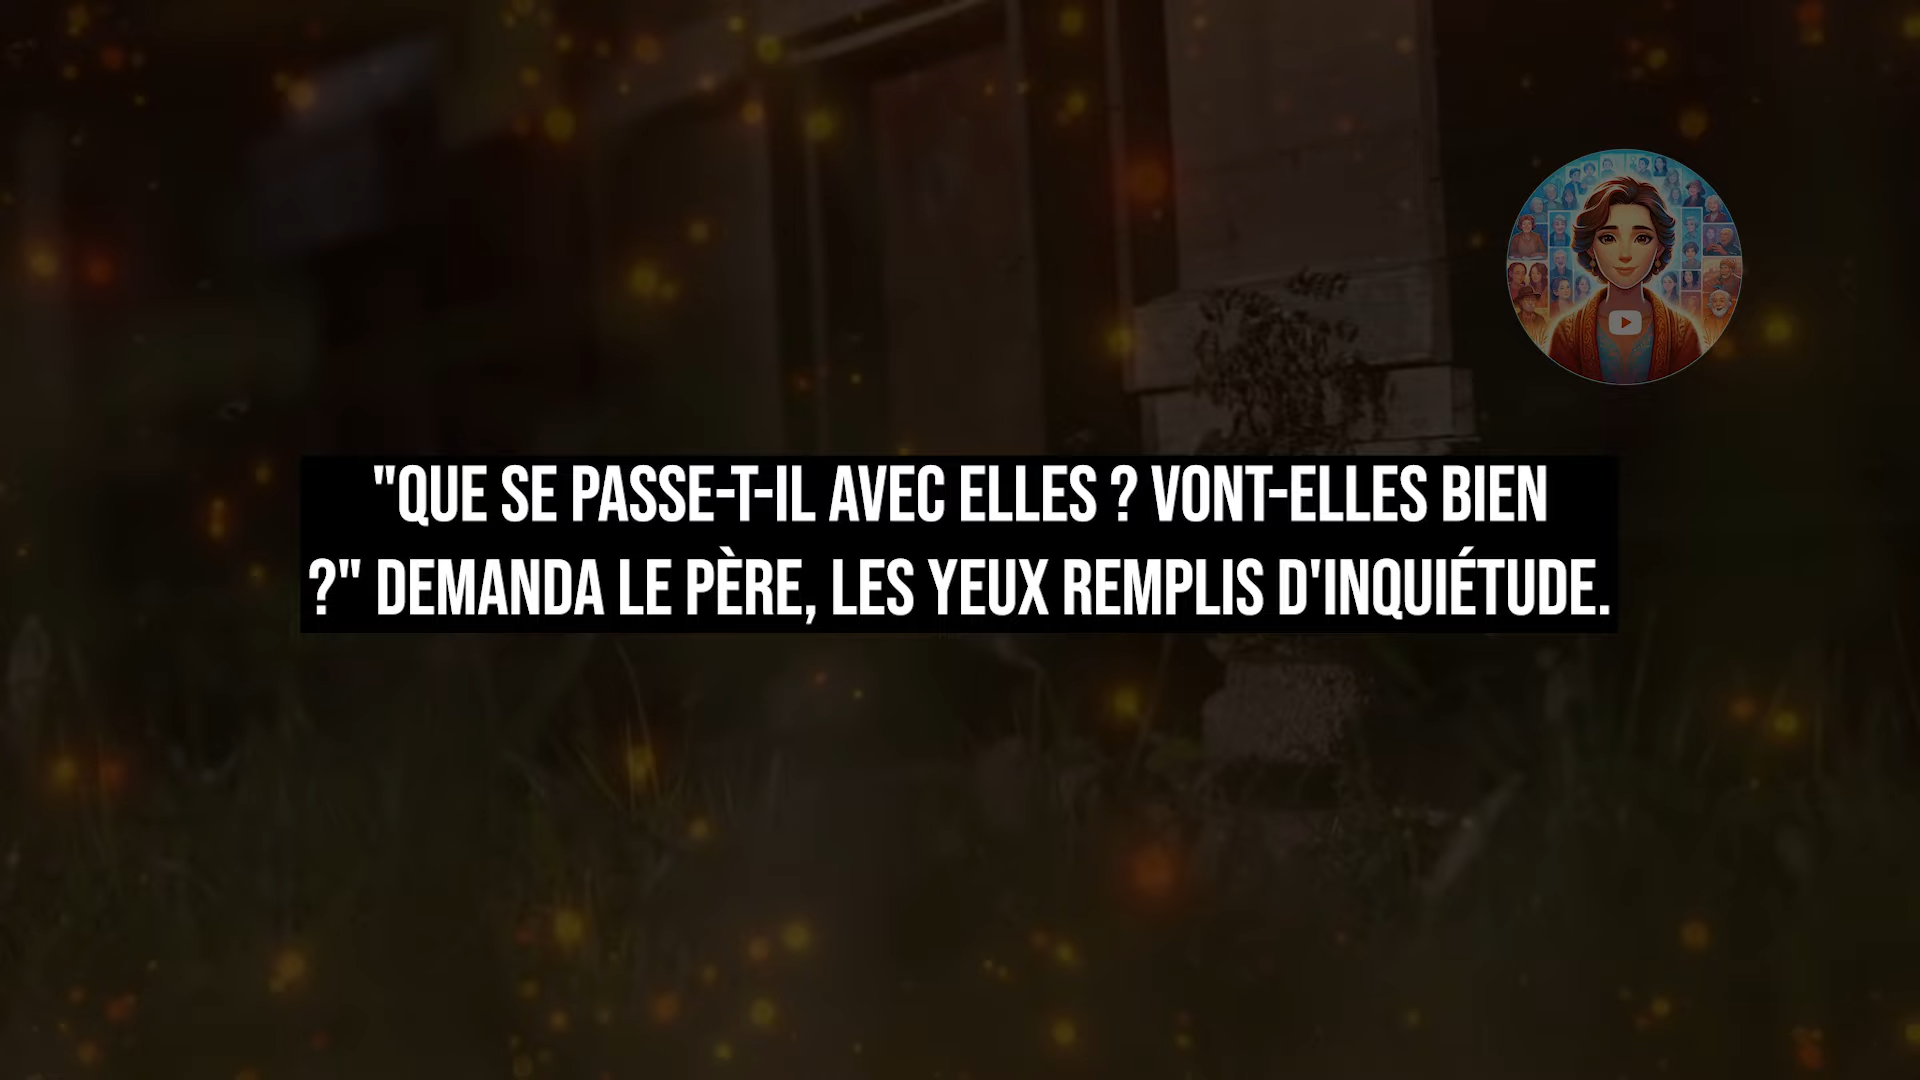 "QUE SE PASSE-T-IL AVEC ELLES ? VONT-ELLES BIEN
?" DEMANDA LE PÈRE, LES YEUX REMPLIS D'INQUIÉTUDE.